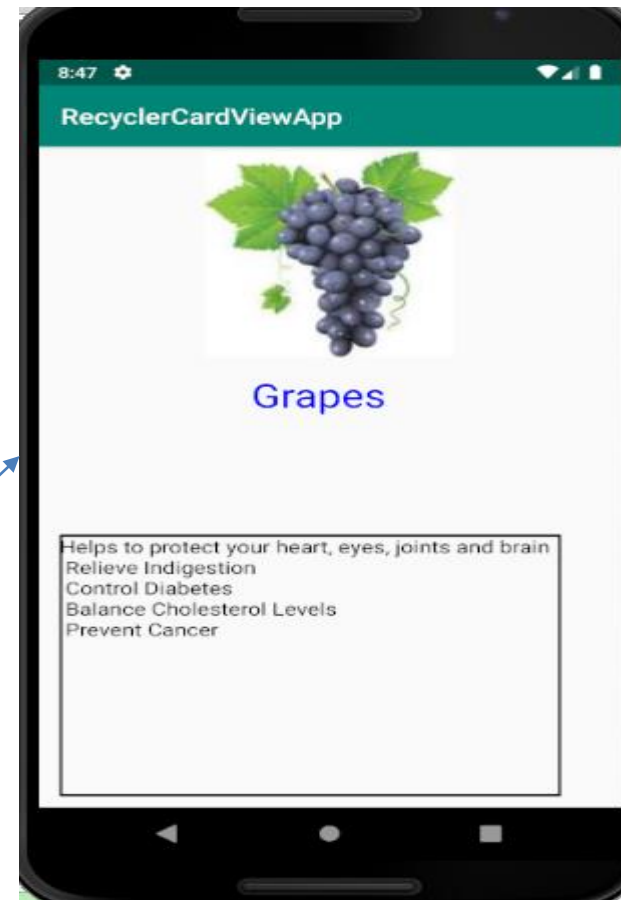 8:47
RecyclerCardViewApp
Grapes
Helps to protect your heart, eyes, joints and brain
Relieve Indigestion
Control Diabetes
Balance Cholesterol Levels
Prevent Cancer